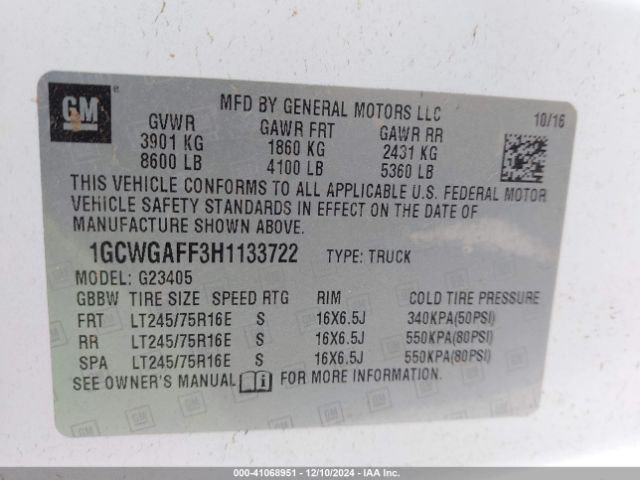 GM
MFD BY GENERAL MOTORS LLC
10/16
GVWR GAWR FRT GAWR RR
3901 KG 1860 KG 2431 KG
8600 LB 4100 LB 5360 LB
THIS VEHICLE CONFORMS TO ALL APPLICABLE U.S. FEDERAL MOTOR
VEHICLE SAFETY STANDARDS IN EFFECT ON THE DATE OF
MANUFACTURE SHOWN ABOVE.
1GCWGAFF3H1133722 TYPE: TRUCK
MODEL: G23405
GBBW TIRE SIZE SPEED RTG RIM COLD TIRE PRESSURE
FRT LT245/75R16E S 16X6.5J 340KPA(50PSI)
RR LT245/75R16E S 16X6.5J 550KPA(80PSI)
SPA LT245/75R16E S 16X6.5J 550KPA(80PSI)
SEE OWNER'S MANUAL FOR MORE INFORMATION.
000-41068951 - 12/10/2024 - IAA Inc.